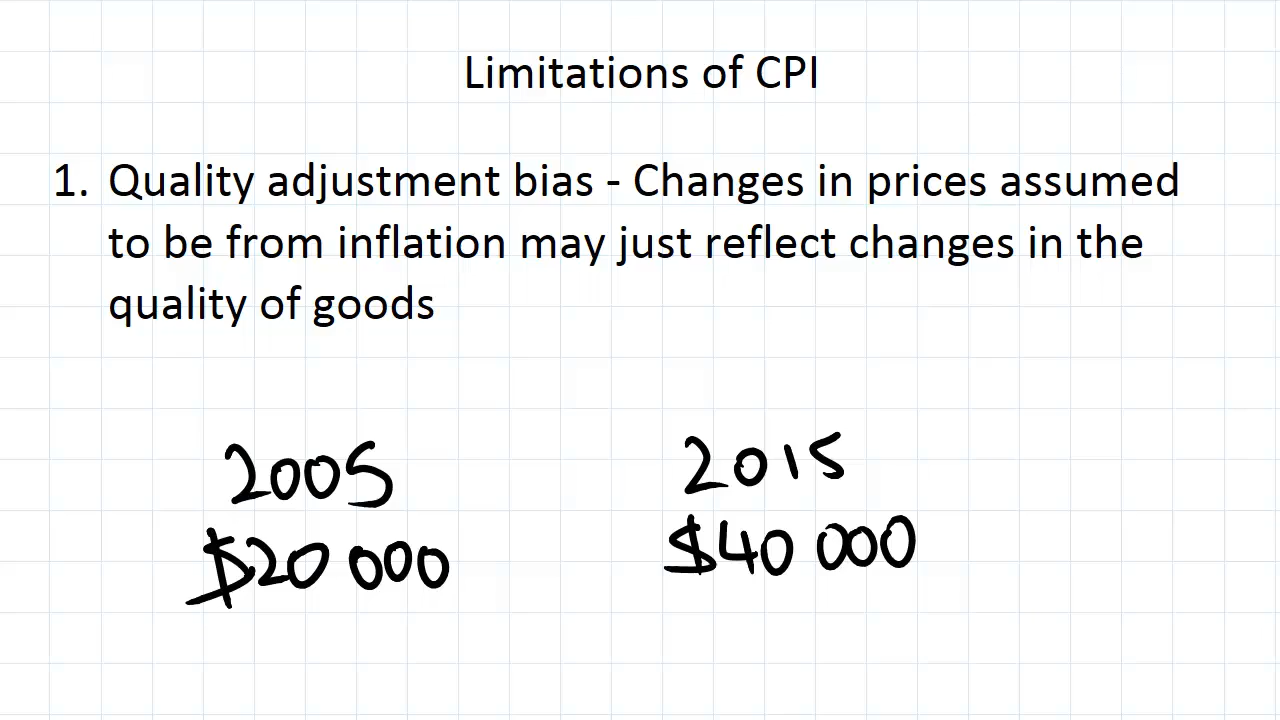 Limitations of CPI
1. Quality adjustment bias - Changes in prices assumed
to be from inflation may just reflect changes in the
quality of goods
2005 2015
$20 000 $40 000